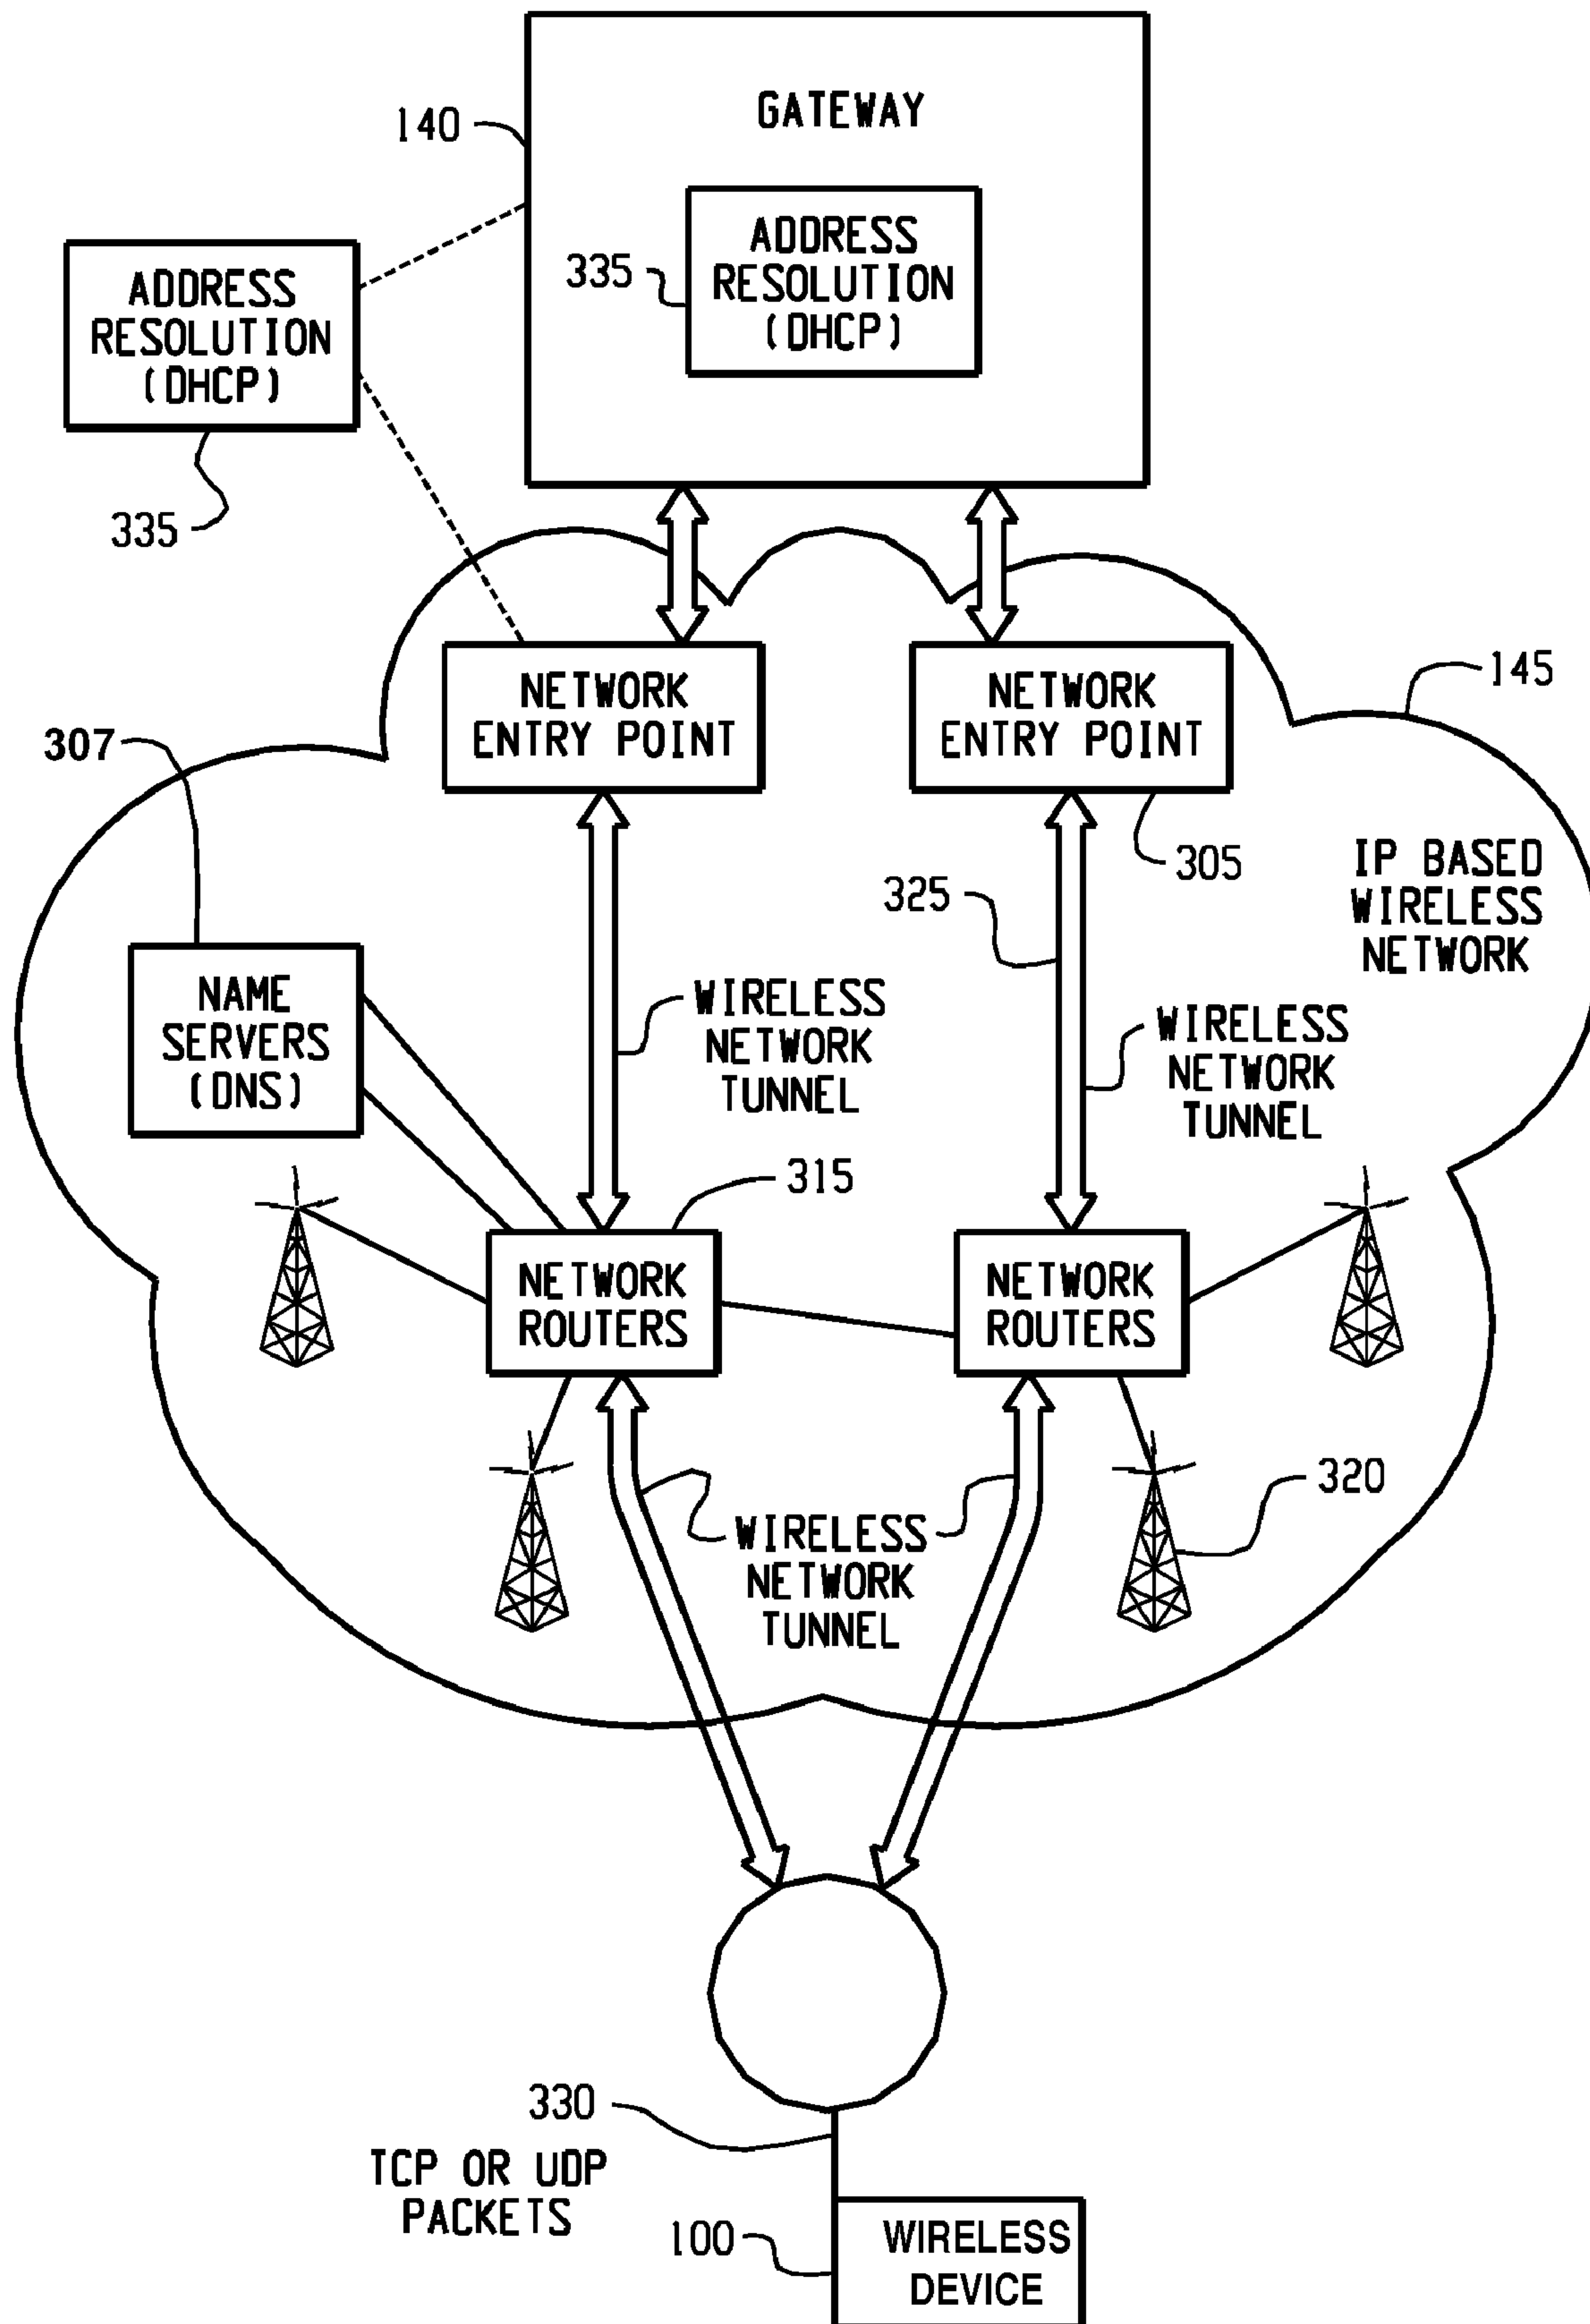 GATEWAY
140
ADDRESS
RESOLUTION
(DHCP)
335
ADDRESS
RESOLUTION
(DHCP)
335
NETWORK
ENTRY POINT
NETWORK
ENTRY POINT
145
307
305
325
IP BASED
WIRELESS
NETWORK
NAME
SERVERS
(DNS)
WIRELESS
NETWORK
TUNNEL
WIRELESS
NETWORK
TUNNEL
315
NETWORK
ROUTERS
NETWORK
ROUTERS
320
WIRELESS
NETWORK
TUNNEL
330
TCP OR UDP
PACKETS
100
WIRELESS
DEVICE